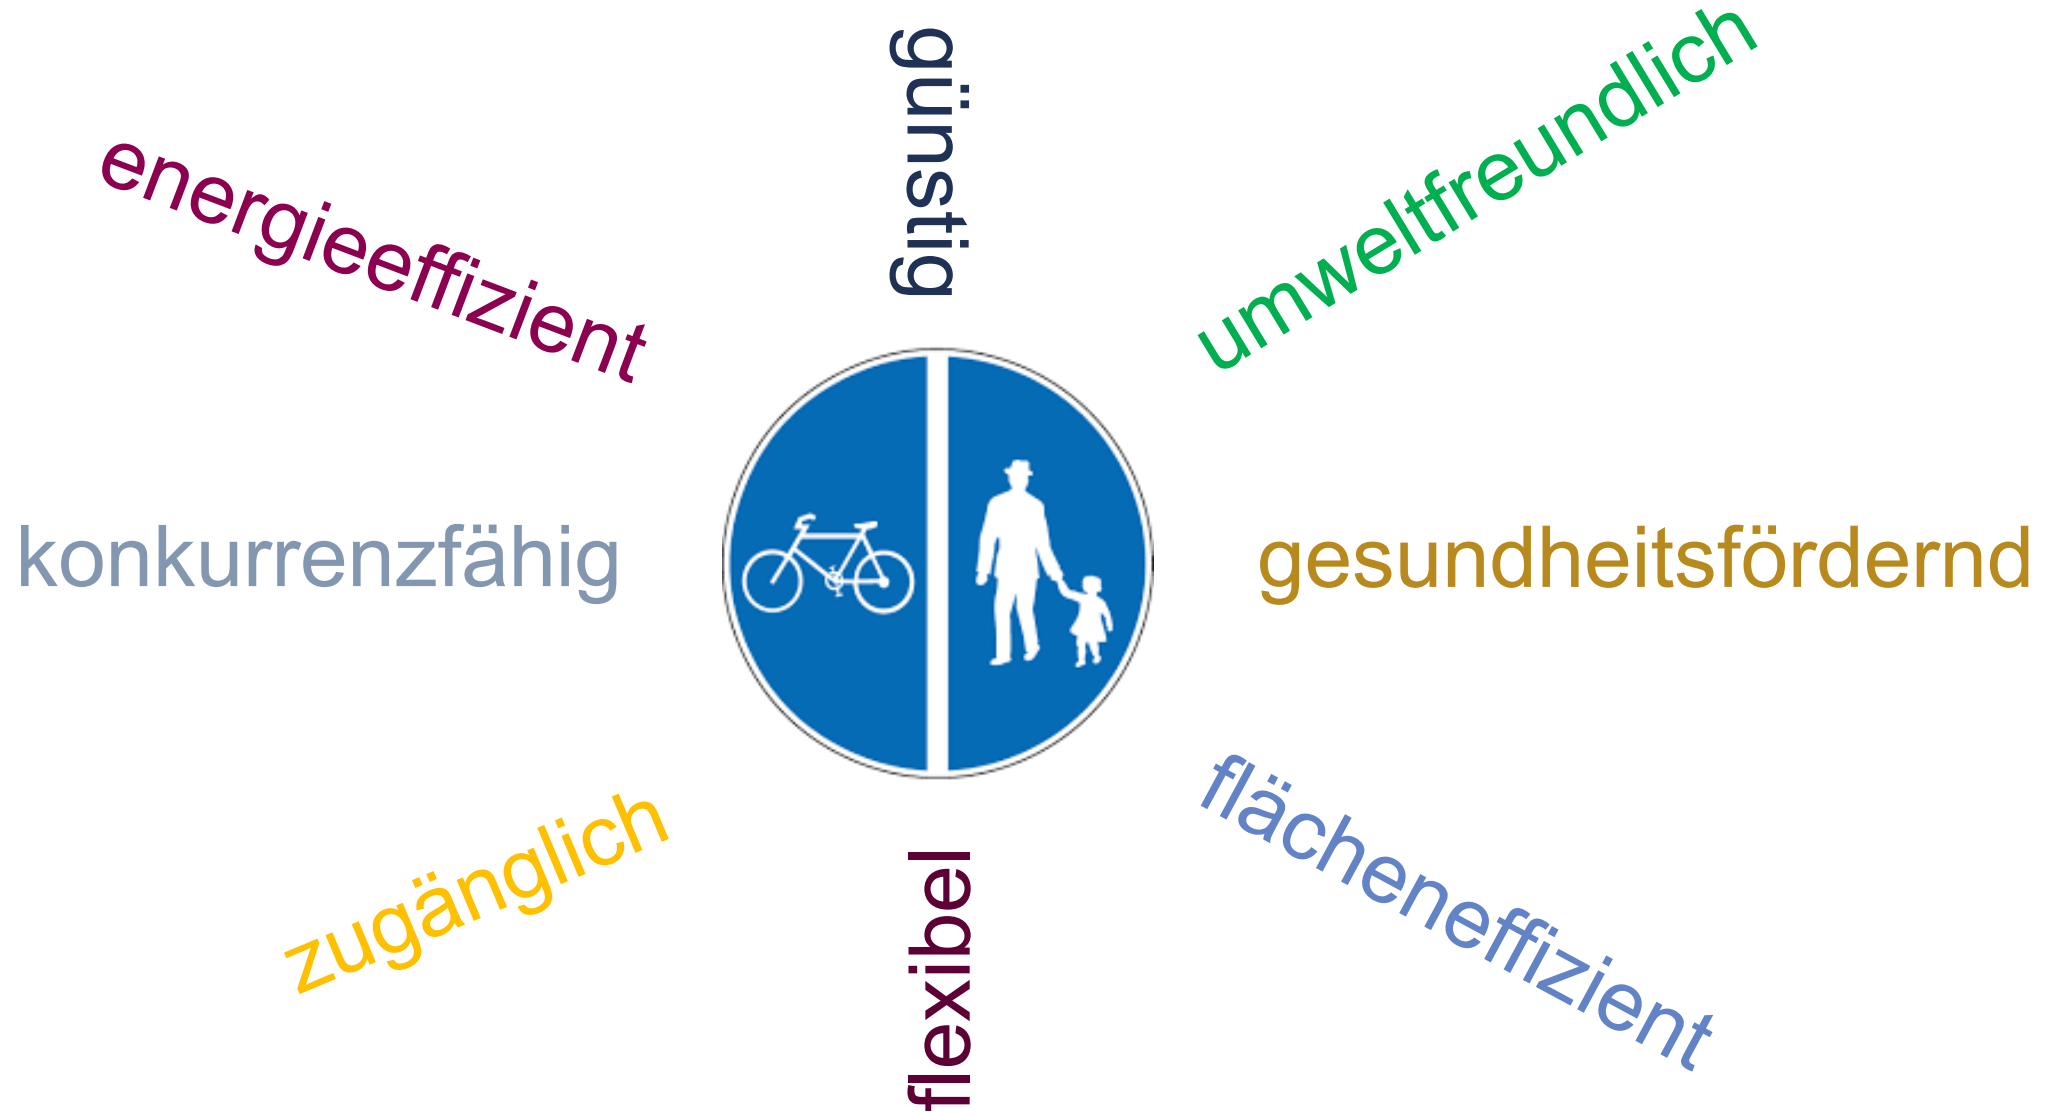 günstig
umweltfreundlich
energieeffizient
konkurrenzfähig
gesundheitsfördernd
zugänglich
flächeneffizient
flexibel